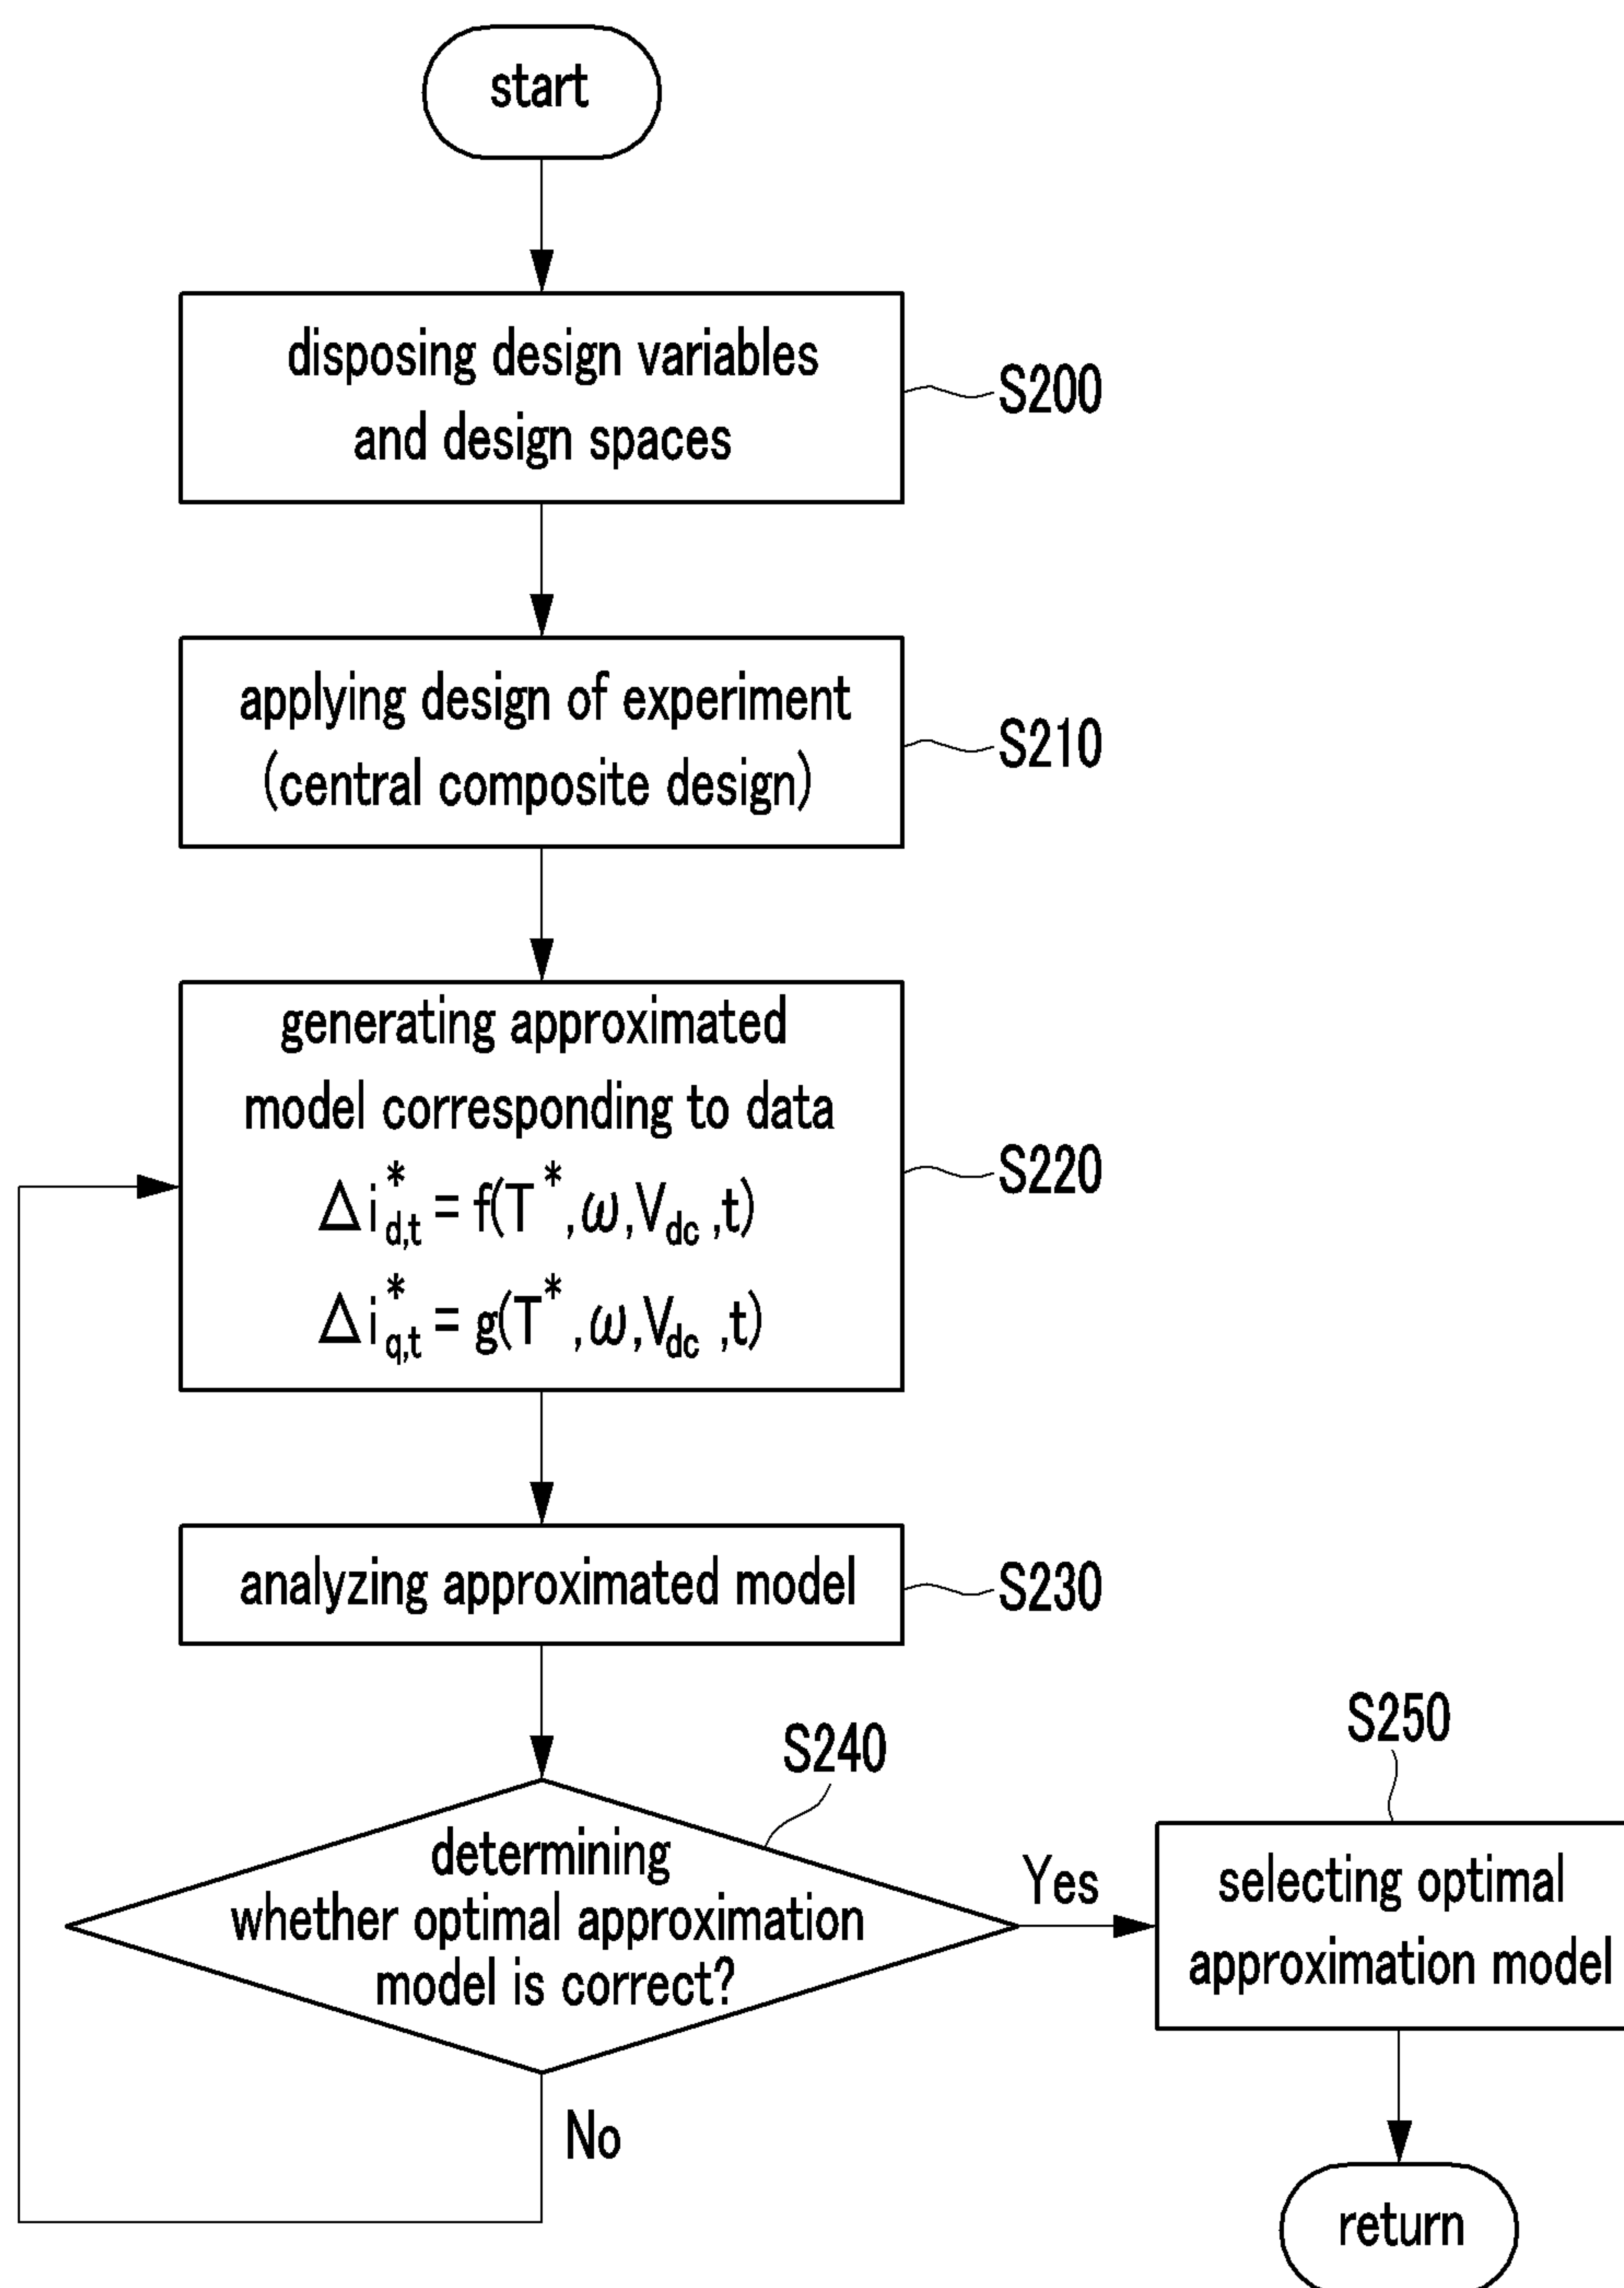 start
disposing design variables
and design spaces
S200
applying design of experiment
(central composite design)
S210
generating approximated
model corresponding to data
Δi*d,t = f(T*,ω,Vdc,t)
Δi*q,t = g(T*,ω,Vdc,t)
S220
analyzing approximated model
S230
S240
determining
whether optimal approximation
model is correct?
Yes
No
S250
selecting optimal
approximation model
return